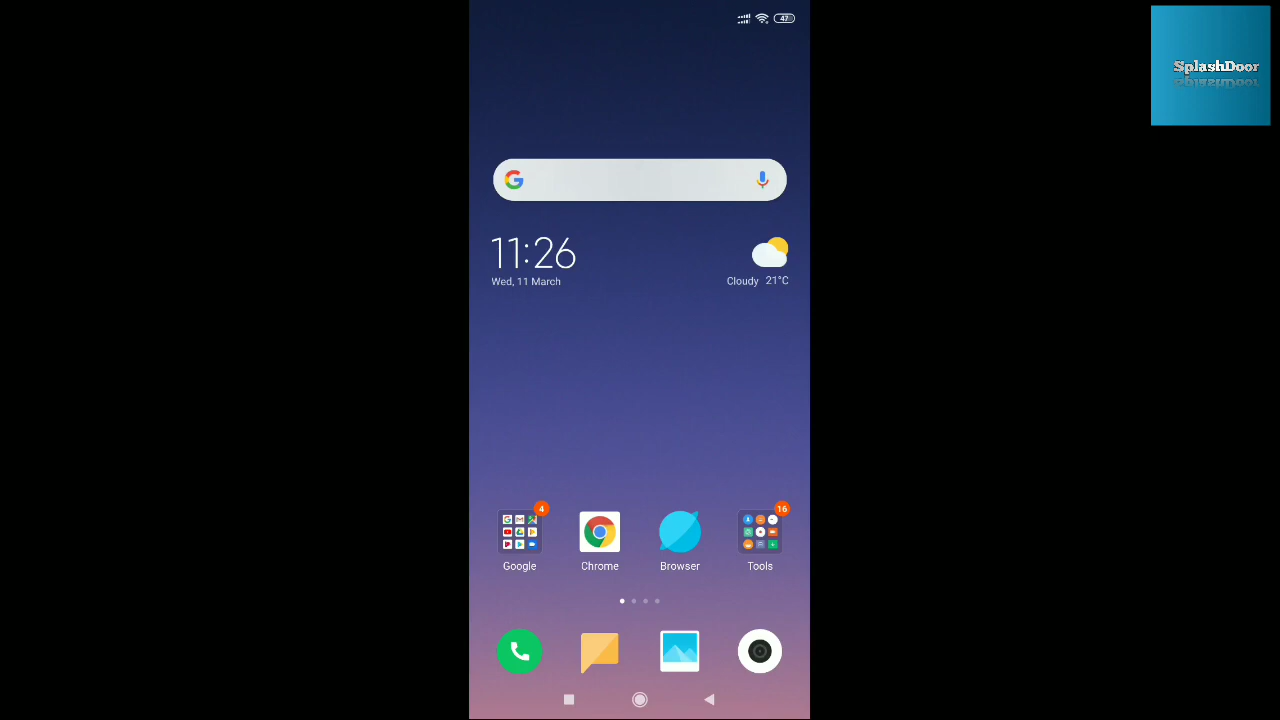 47
SplashDoor
11:26
Wed, 11 March
Cloudy 21°C
4
16
Google
Chrome
Browser
Tools